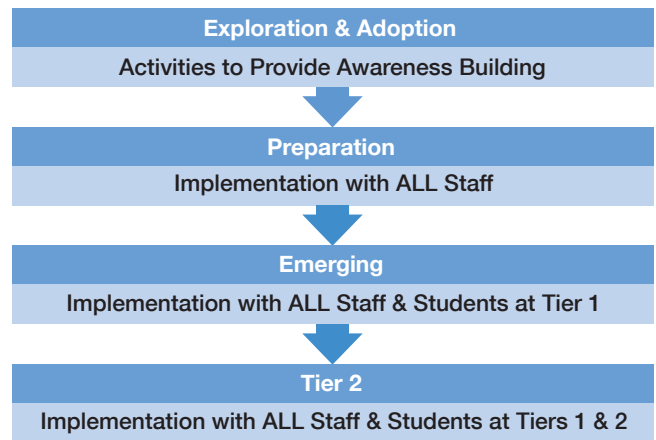 Exploration & Adoption
Activities to Provide Awareness Building
Preparation
Implementation with ALL Staff
Emerging
Implementation with ALL Staff & Students at Tier 1
Tier 2
Implementation with ALL Staff & Students at Tiers 1 & 2